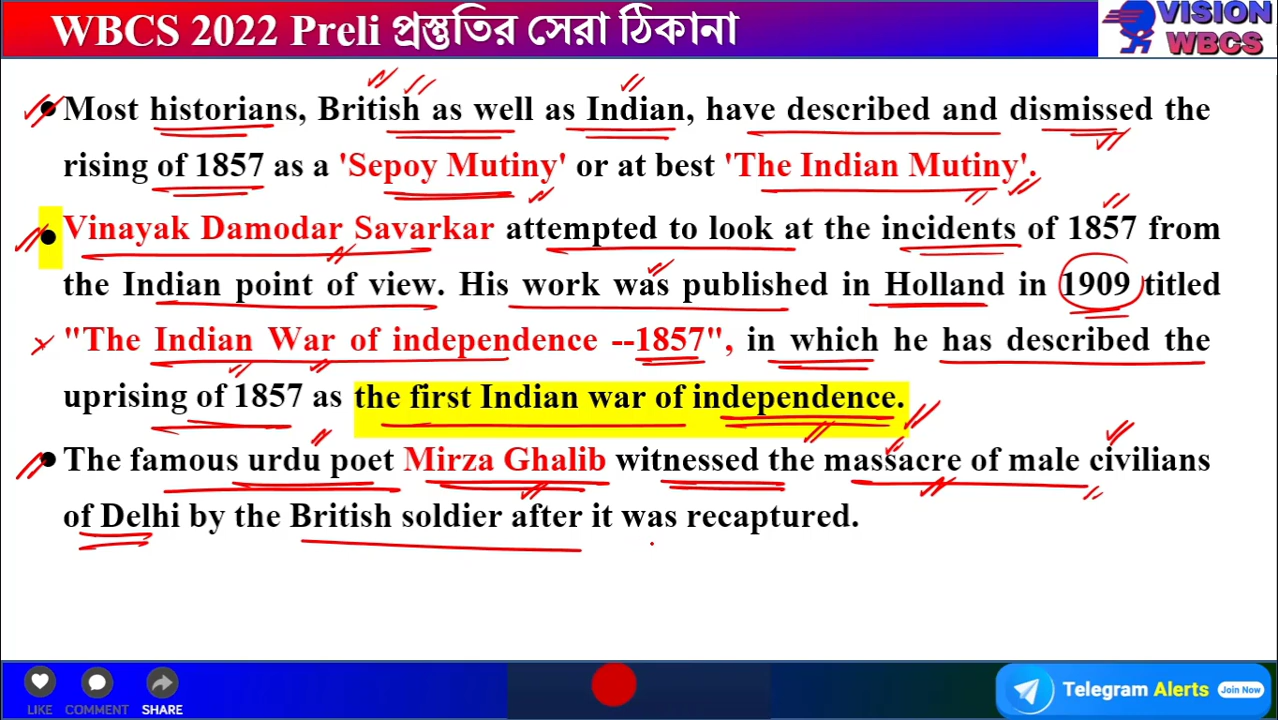 WBCS 2022 Preli প্রস্তুতির সেরা ঠিকানা
VISION
WBCS
Most historians, British as well as Indian, have described and dismissed the
rising of 1857 as a 'Sepoy Mutiny' or at best 'The Indian Mutiny'.
Vinayak Damodar Savarkar attempted to look at the incidents of 1857 from
the Indian point of view. His work was published in Holland in 1909 titled
"The Indian War of independence --1857", in which he has described the
uprising of 1857 as the first Indian war of independence.
The famous urdu poet Mirza Ghalib witnessed the massacre of male civilians
of Delhi by the British soldier after it was recaptured.
LIKE COMMENT SHARE
Telegram Alerts Join Now